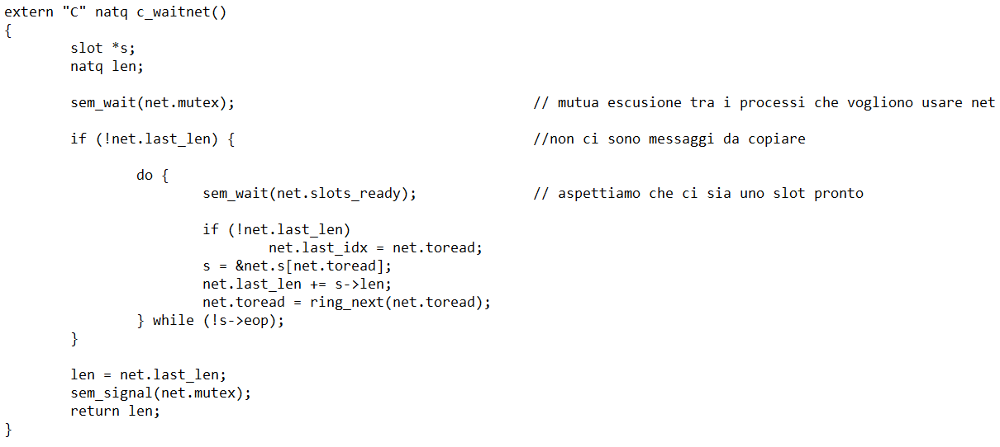 extern "C" natq c_waitnet()
{
slot *s;
natq len;
sem_wait(net.mutex); // mutua escusione tra i processi che vogliono usare net
if (!net.last_len) { //non ci sono messaggi da copiare
do {
sem_wait(net.slots_ready); // aspettiamo che ci sia uno slot pronto
if (!net.last_len)
net.last_idx = net.toread;
s = &net.s[net.toread];
net.last_len += s->len;
net.toread = ring_next(net.toread);
} while (!s->eop);
}
len = net.last_len;
sem_signal(net.mutex);
return len;
}